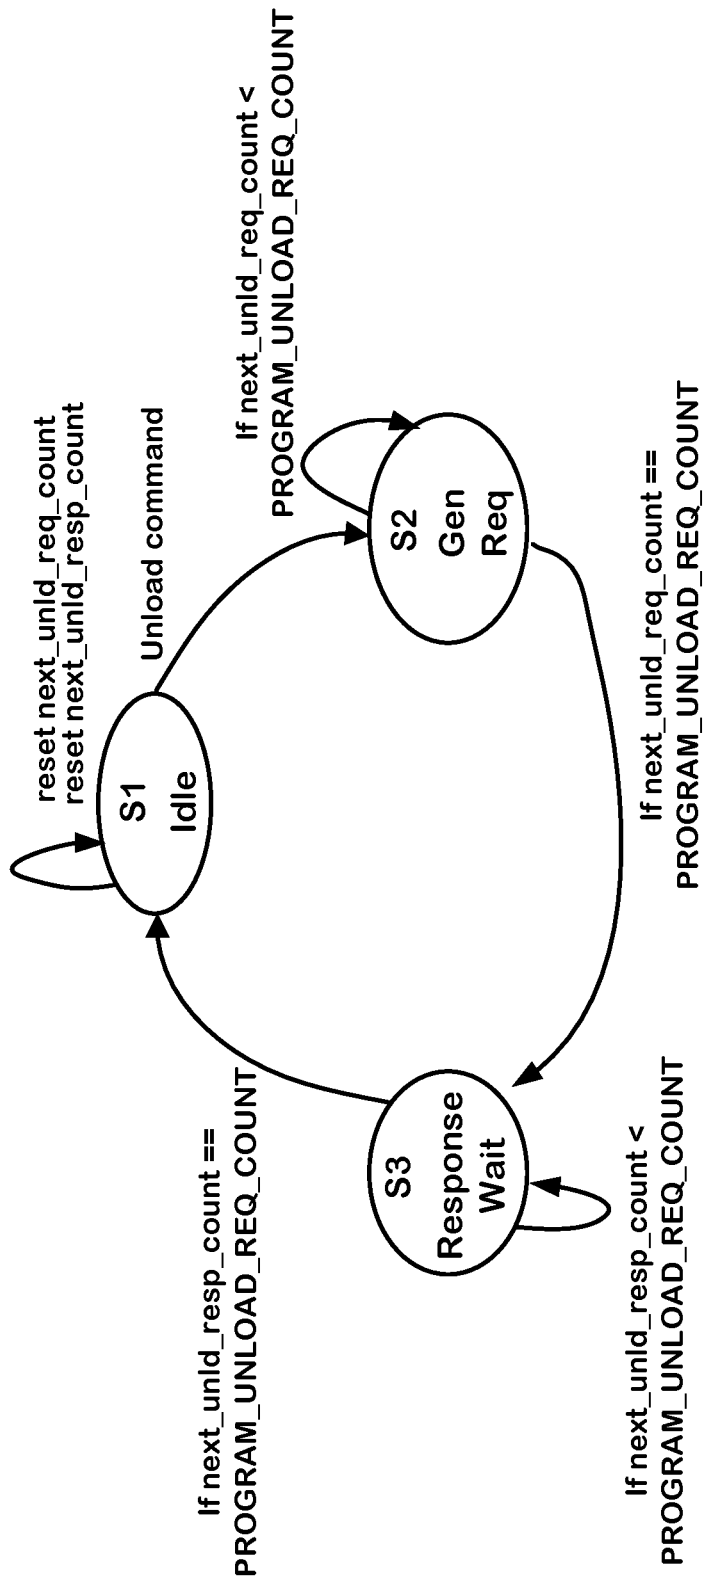 reset next_unld_req_count
reset next_unld_resp_count
S1
Idle
Unload command
If next_unld_req_count <
PROGRAM_UNLOAD_REQ_COUNT
If next_unld_resp_count ==
PROGRAM_UNLOAD_REQ_COUNT
S3
Response
Wait
S2
Gen
Req
If next_unld_resp_count <
PROGRAM_UNLOAD_REQ_COUNT
If next_unld_req_count ==
PROGRAM_UNLOAD_REQ_COUNT